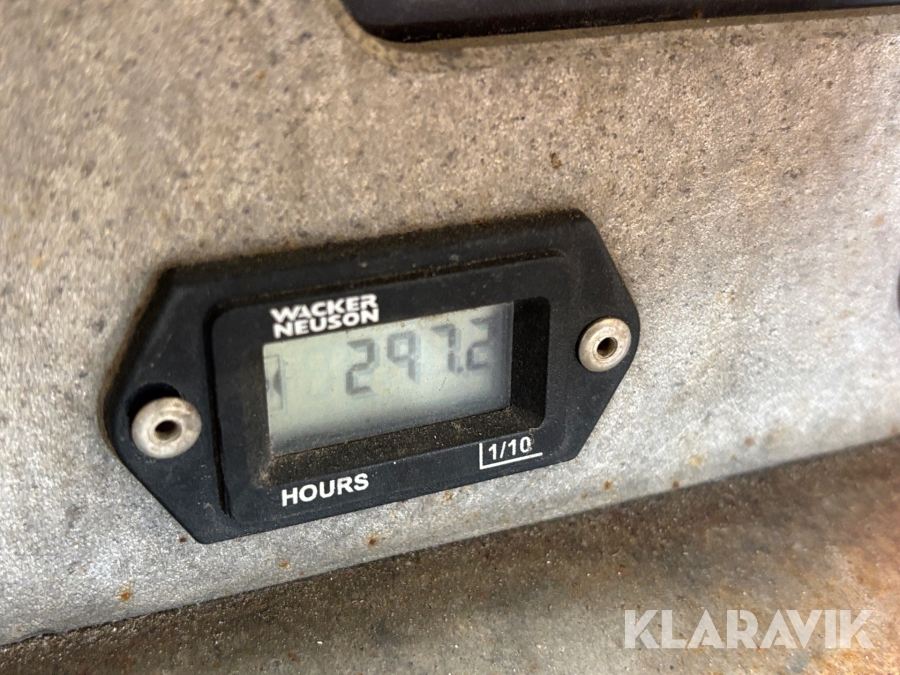 WACKER
NEUSON
297.2
HOURS
1/10
KLARAVIK